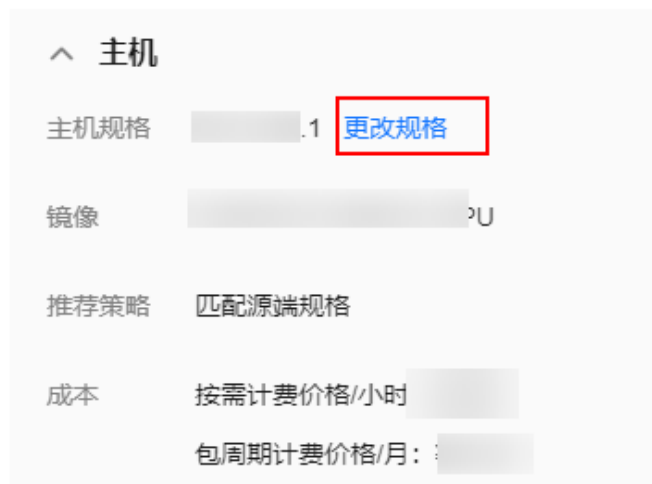 主机
主机规格 .1 更改规格
镜像 PU
推荐策略 匹配源端规格
成本 按需计费价格/小时
包周期计费价格/月：